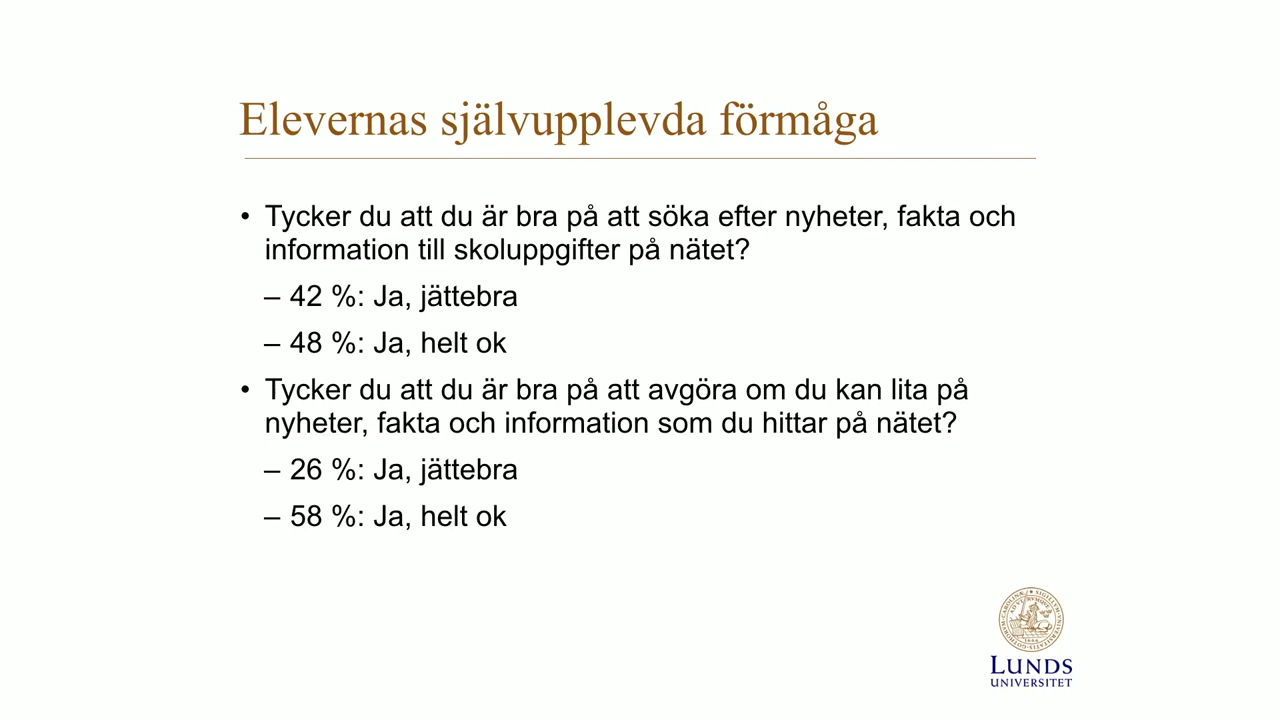 Elevernas självupplevda förmåga
• Tycker du att du är bra på att söka efter nyheter, fakta och
information till skoluppgifter på nätet?
– 42 %: Ja, jättebra
– 48 %: Ja, helt ok
• Tycker du att du är bra på att avgöra om du kan lita på
nyheter, fakta och information som du hittar på nätet?
– 26 %: Ja, jättebra
– 58 %: Ja, helt ok
LUNDS
UNIVERSITET